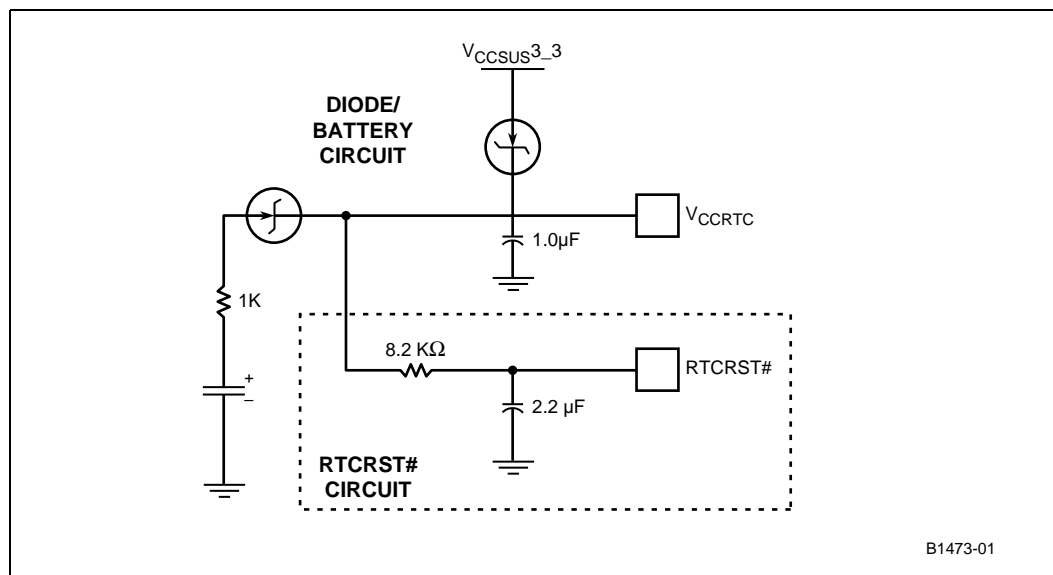 VCCSUS3_3
DIODE/
BATTERY
CIRCUIT
VCCRTC
1.0µF
1K
+
–
8.2 KΩ
RTCRST#
2.2 µF
RTCRST#
CIRCUIT
B1473-01